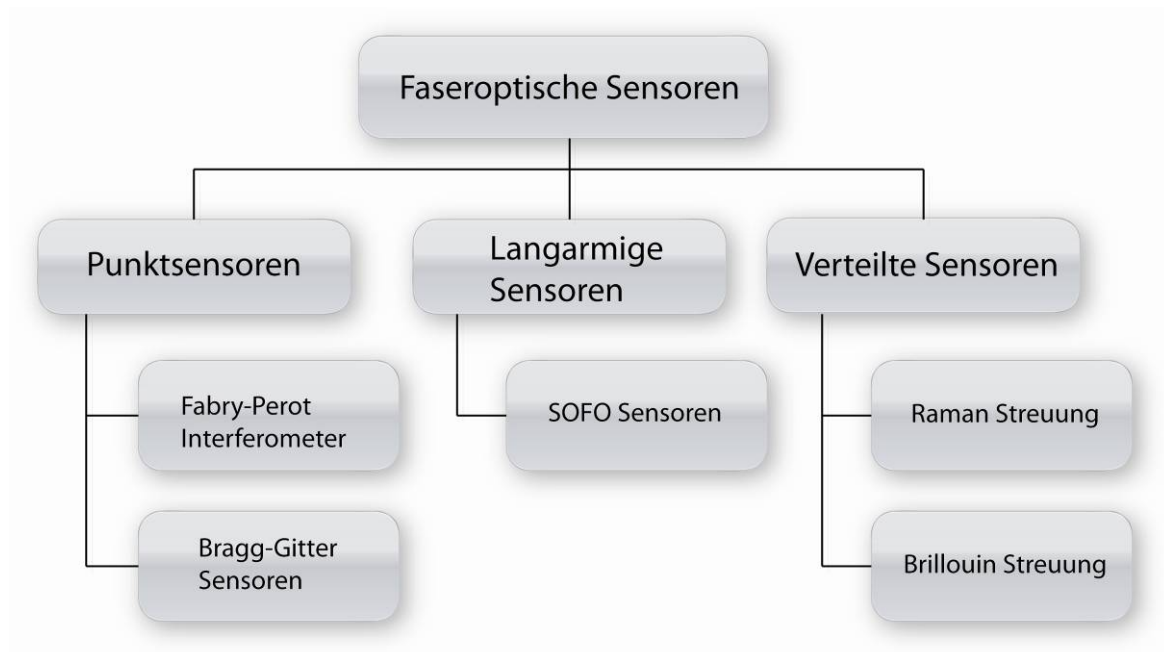 Faseroptische Sensoren
Punktsensoren
Langarmige
Sensoren
Verteilte Sensoren
Fabry-Perot
Interferometer
SOFO Sensoren
Raman Streuung
Bragg-Gitter
Sensoren
Brillouin Streuung